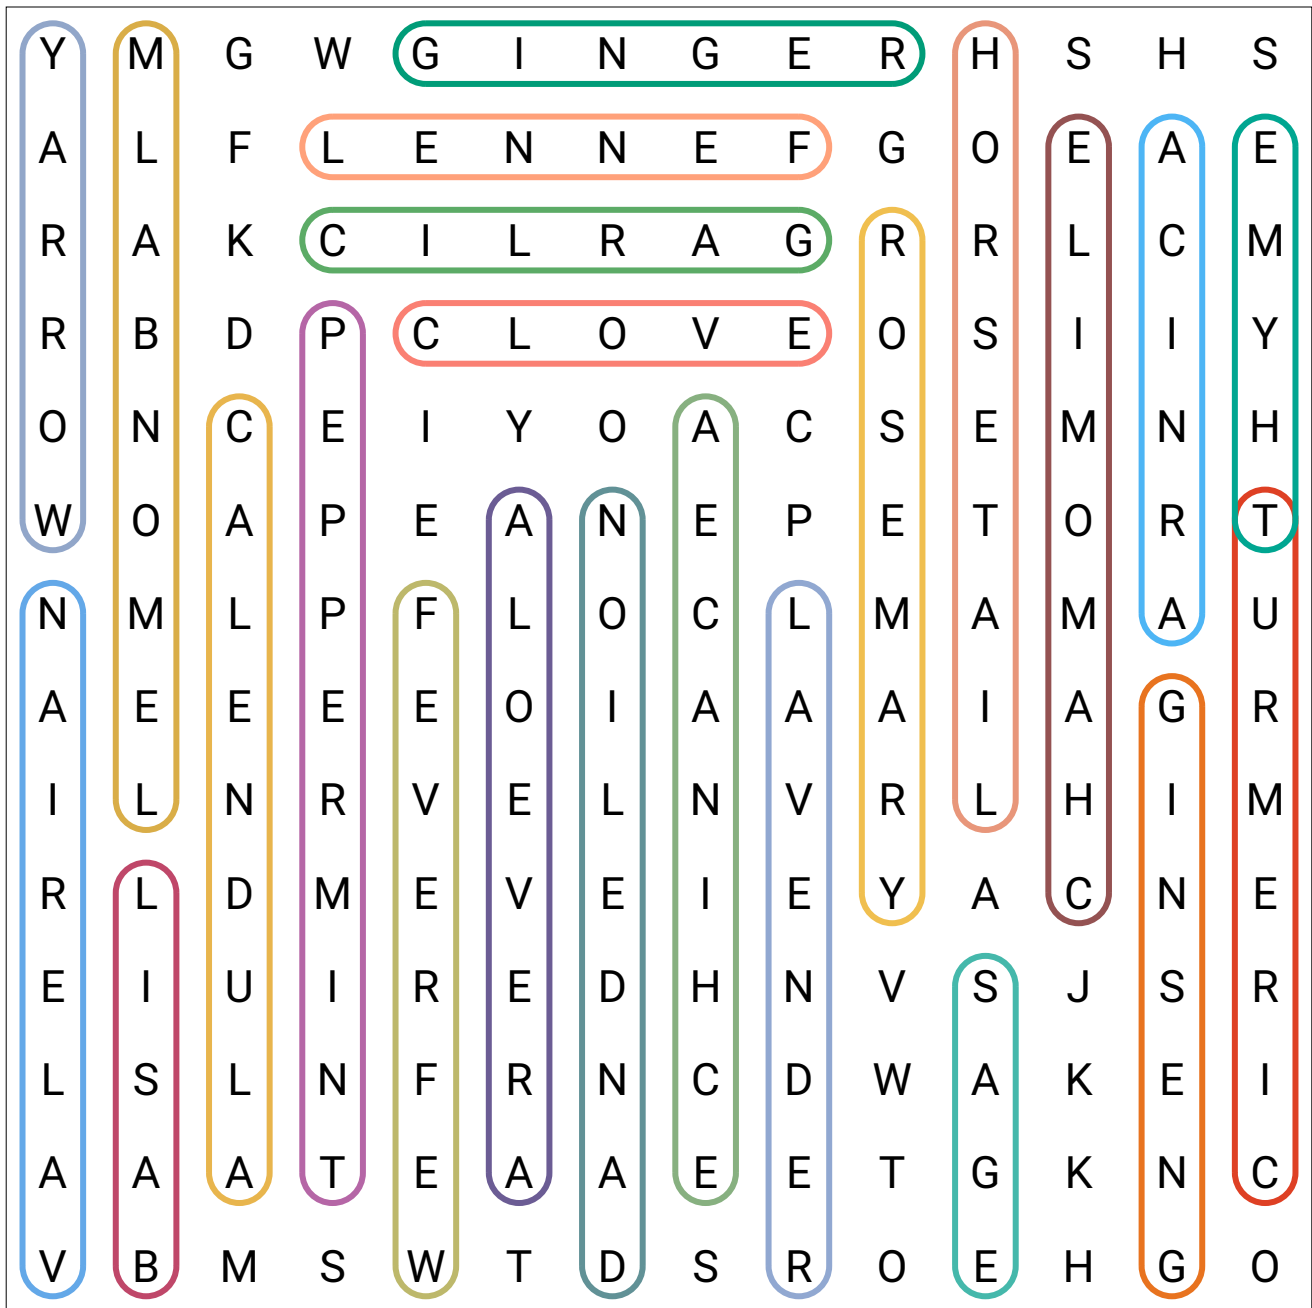 Y M G W G I N G E R H S H S
A L F L E N N E F G O E A E
R A K C I L R A G R R L C M
R B D P C L O V E O S I I Y
O N C E I Y O A C S E M N H
W O A P E A N E P E T O R T
N M L P F L O C L M A M A U
A E E E E O I A A A I A G R
I L N R V E L N V R L H I M
R L D M E V E I E Y A C N E
E I U I R E D H N V S J S R
L S L N F R N C D W A K E I
A A A T E A A E E T G K N C
V B M S W T D S R O E H G O